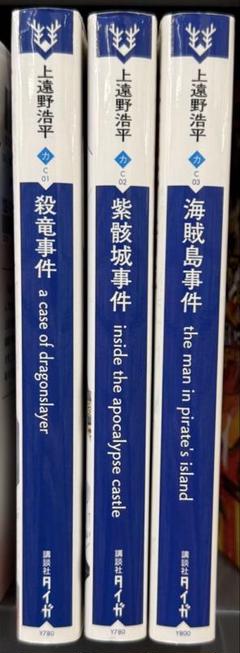 上遠野浩平
カ
C
01
殺竜事件
a case of dragonslayer
講談社
タイガ
¥780
上遠野浩平
カ
C
02
紫骸城事件
inside the apocalypse castle
講談社
タイガ
¥780
上遠野浩平
カ
C
03
海賊島事件
the man in pirate's island
講談社
タイガ
¥800